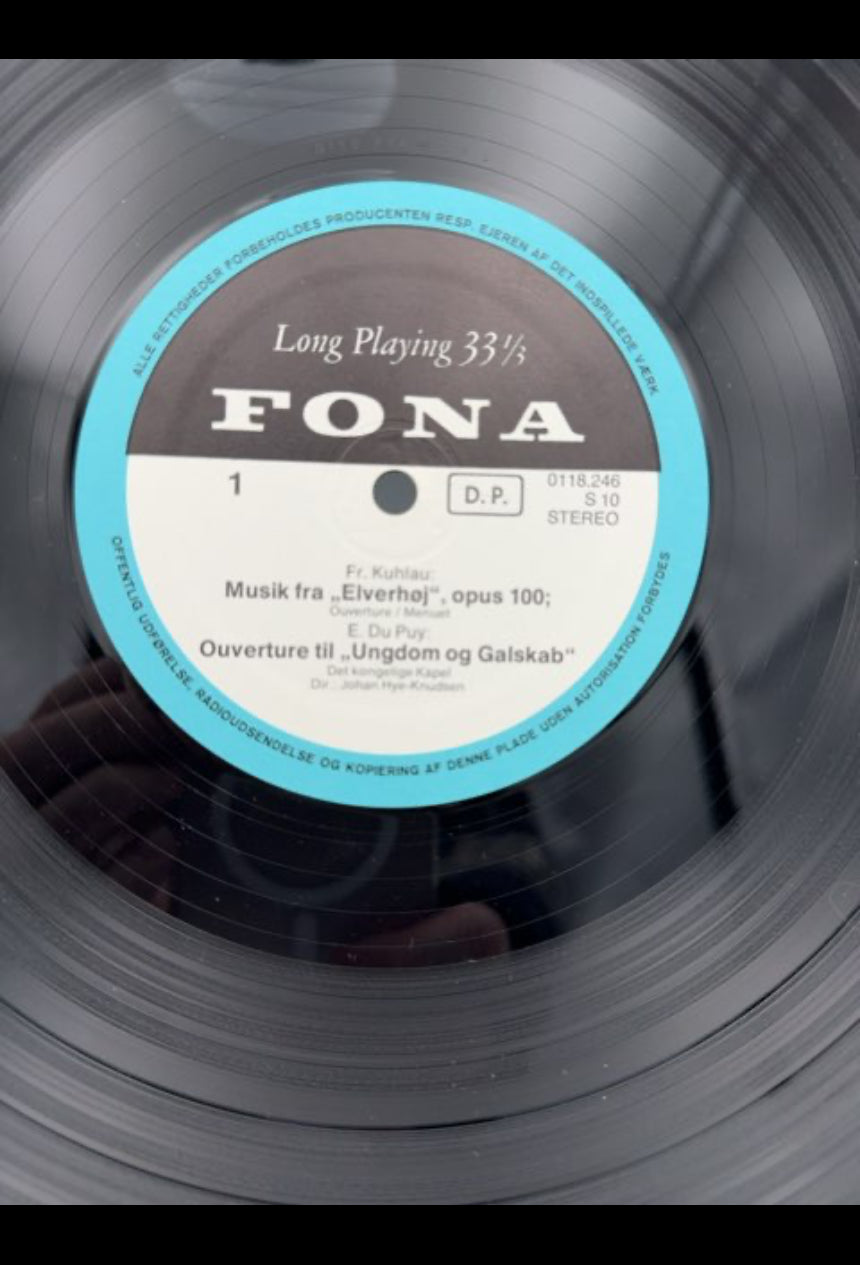 ALLE RETTIGHEDER FORBEHOLDES PRODUCENTEN RESP. EJEREN AF DET INDSPILLEDE VÆRK
Long Playing 33 1/3
FONA
1
D.P.
0118.246
S 10
STEREO
Fr. Kuhlau:
Musik fra „Elverhøj“, opus 100;
Ouverture / Menuet
E. Du Puy:
Ouverture til „Ungdom og Galskab“
Det kongelige Kapel
Dir.: Johan Hye-Knudsen
OFFENTLIG UDFØRELSE, RADIOUDSENDELSE OG KOPIERING AF DENNE PLADE UDEN AUTORISATION FORBYDES